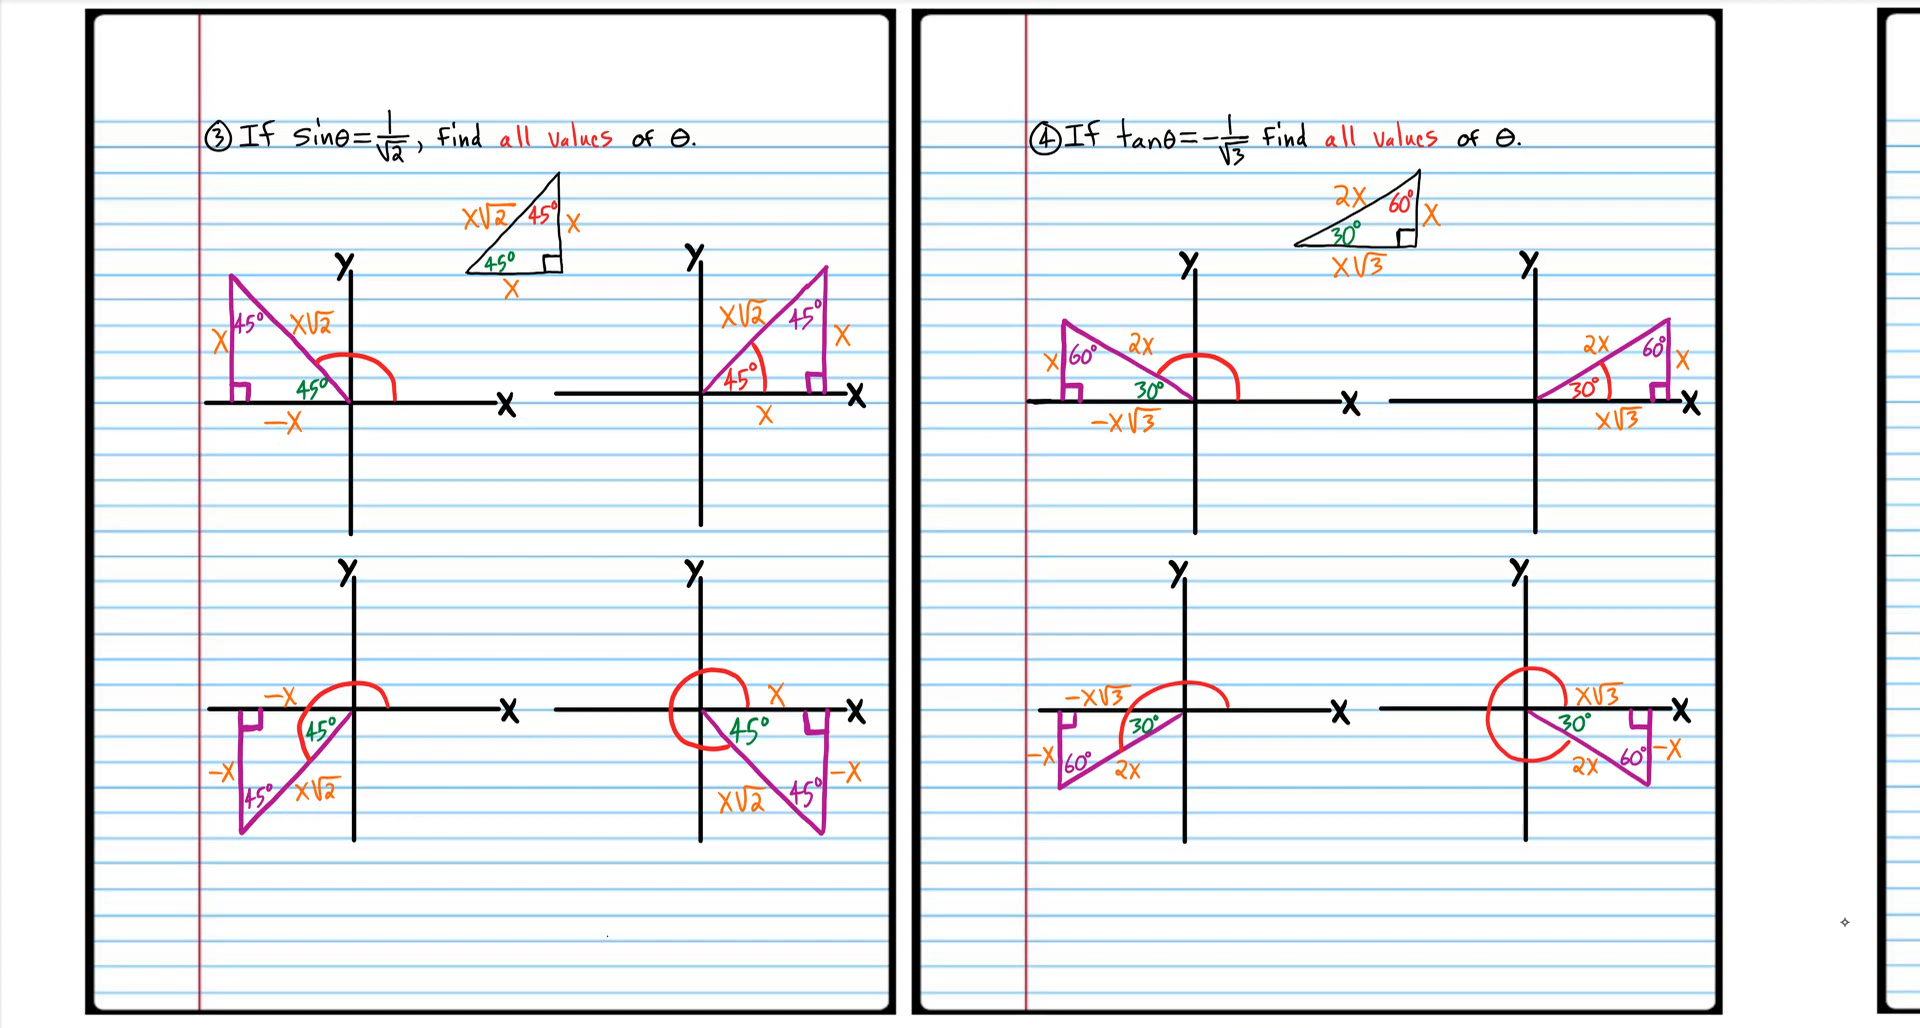 ③ If sinθ=1/√2, find all values of θ.
x√2 45° x
45°
x
y
45° x√2
x
45°
x
-x
y
x√2 45°
x
45°
x
x
y
-x
x
45°
-x
45° x√2
y
x
x
45°
-x
45°
x√2
④ If tanθ=-1/√3 find all values of θ.
2x 60° x
30°
x√3
y
x 60° 2x
30°
x
-x√3
y
2x 60° x
30°
x
x√3
y
-x√3
x
30°
-x
60° 2x
y
x√3
x
30°
-x
60°
2x